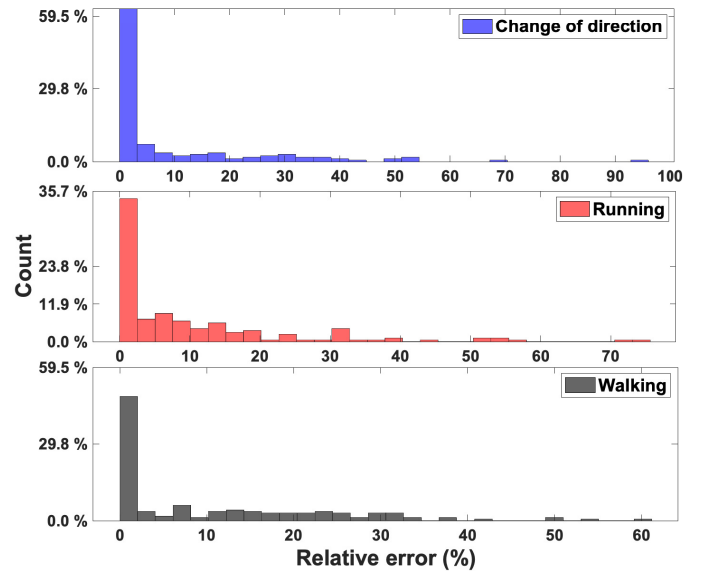 59.5 %
Change of direction
29.8 %
0.0 %
0 10 20 30 40 50 60 70 80 90 100
35.7 %
Running
23.8 %
11.9 %
0.0 %
0 10 20 30 40 50 60 70
Count
59.5 %
Walking
29.8 %
0.0 %
0 10 20 30 40 50 60
Relative error (%)